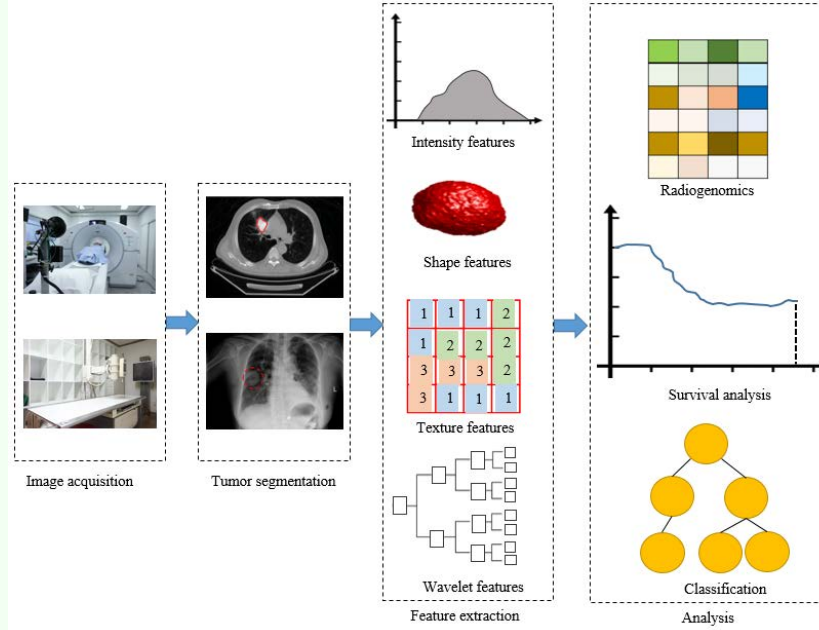 Intensity features
Shape features
1 1 1 2
1 2 2 2
3 3 3 2
3 1 1 1
Texture features
Wavelet features
Radiogenomics
Survival analysis
Classification
Image acquisition
Tumor segmentation
Feature extraction
Analysis